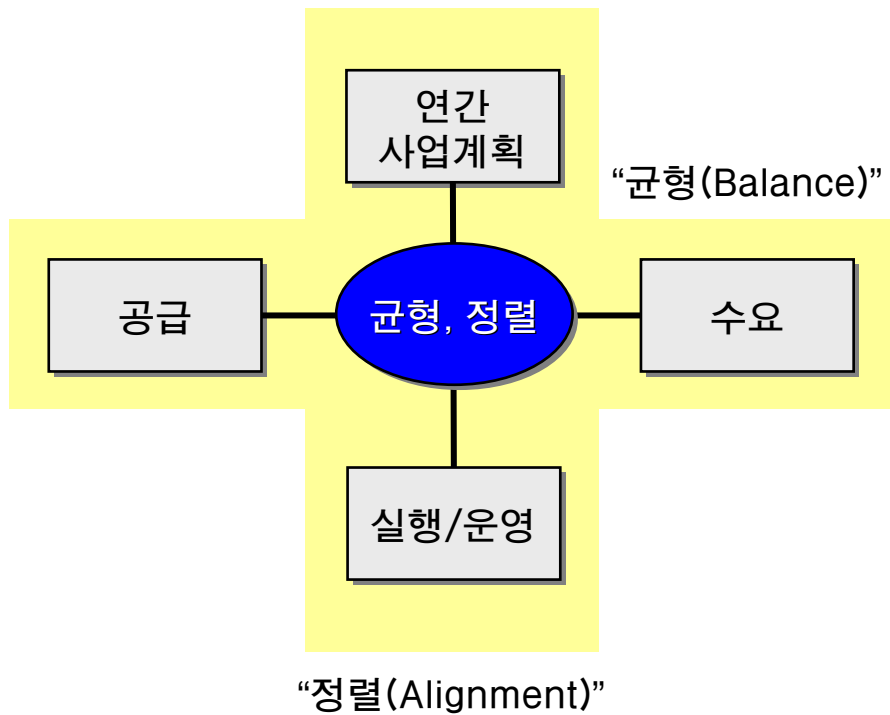 연간
사업계획
“균형(Balance)”
공급
균형, 정렬
수요
실행/운영
“정렬(Alignment)”